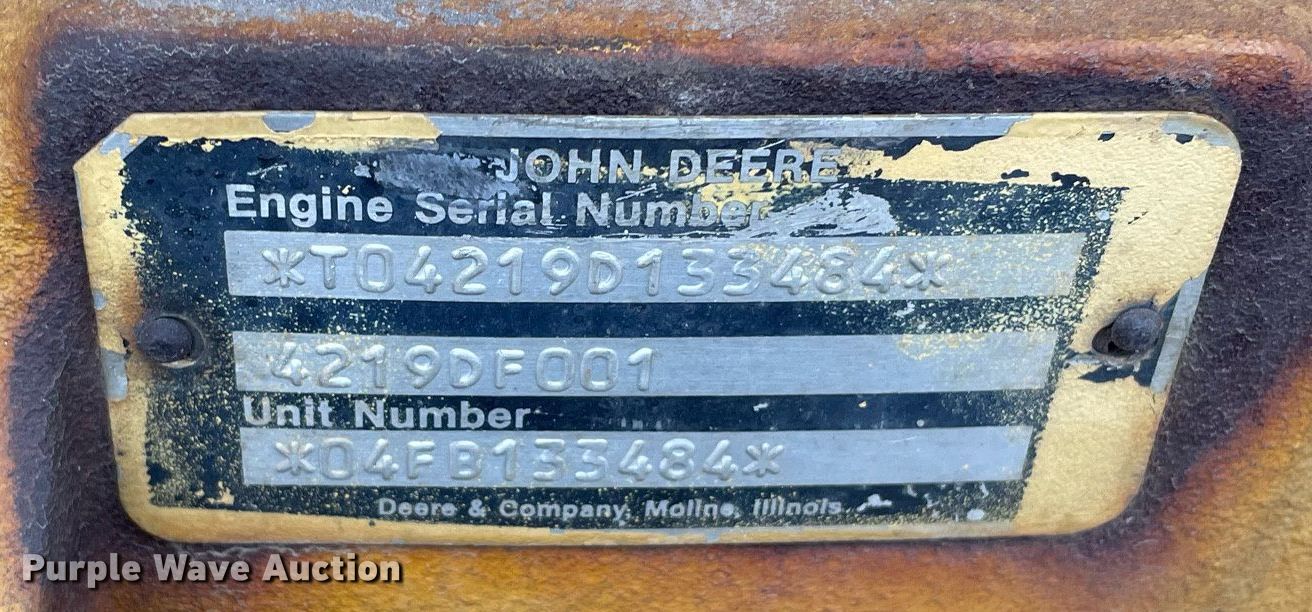 JOHN DEERE
Engine Serial Number
*T04219D133484*
4219DF001
Unit Number
*04FB133484*
Deere & Company, Moline, Illinois
Purple Wave Auction